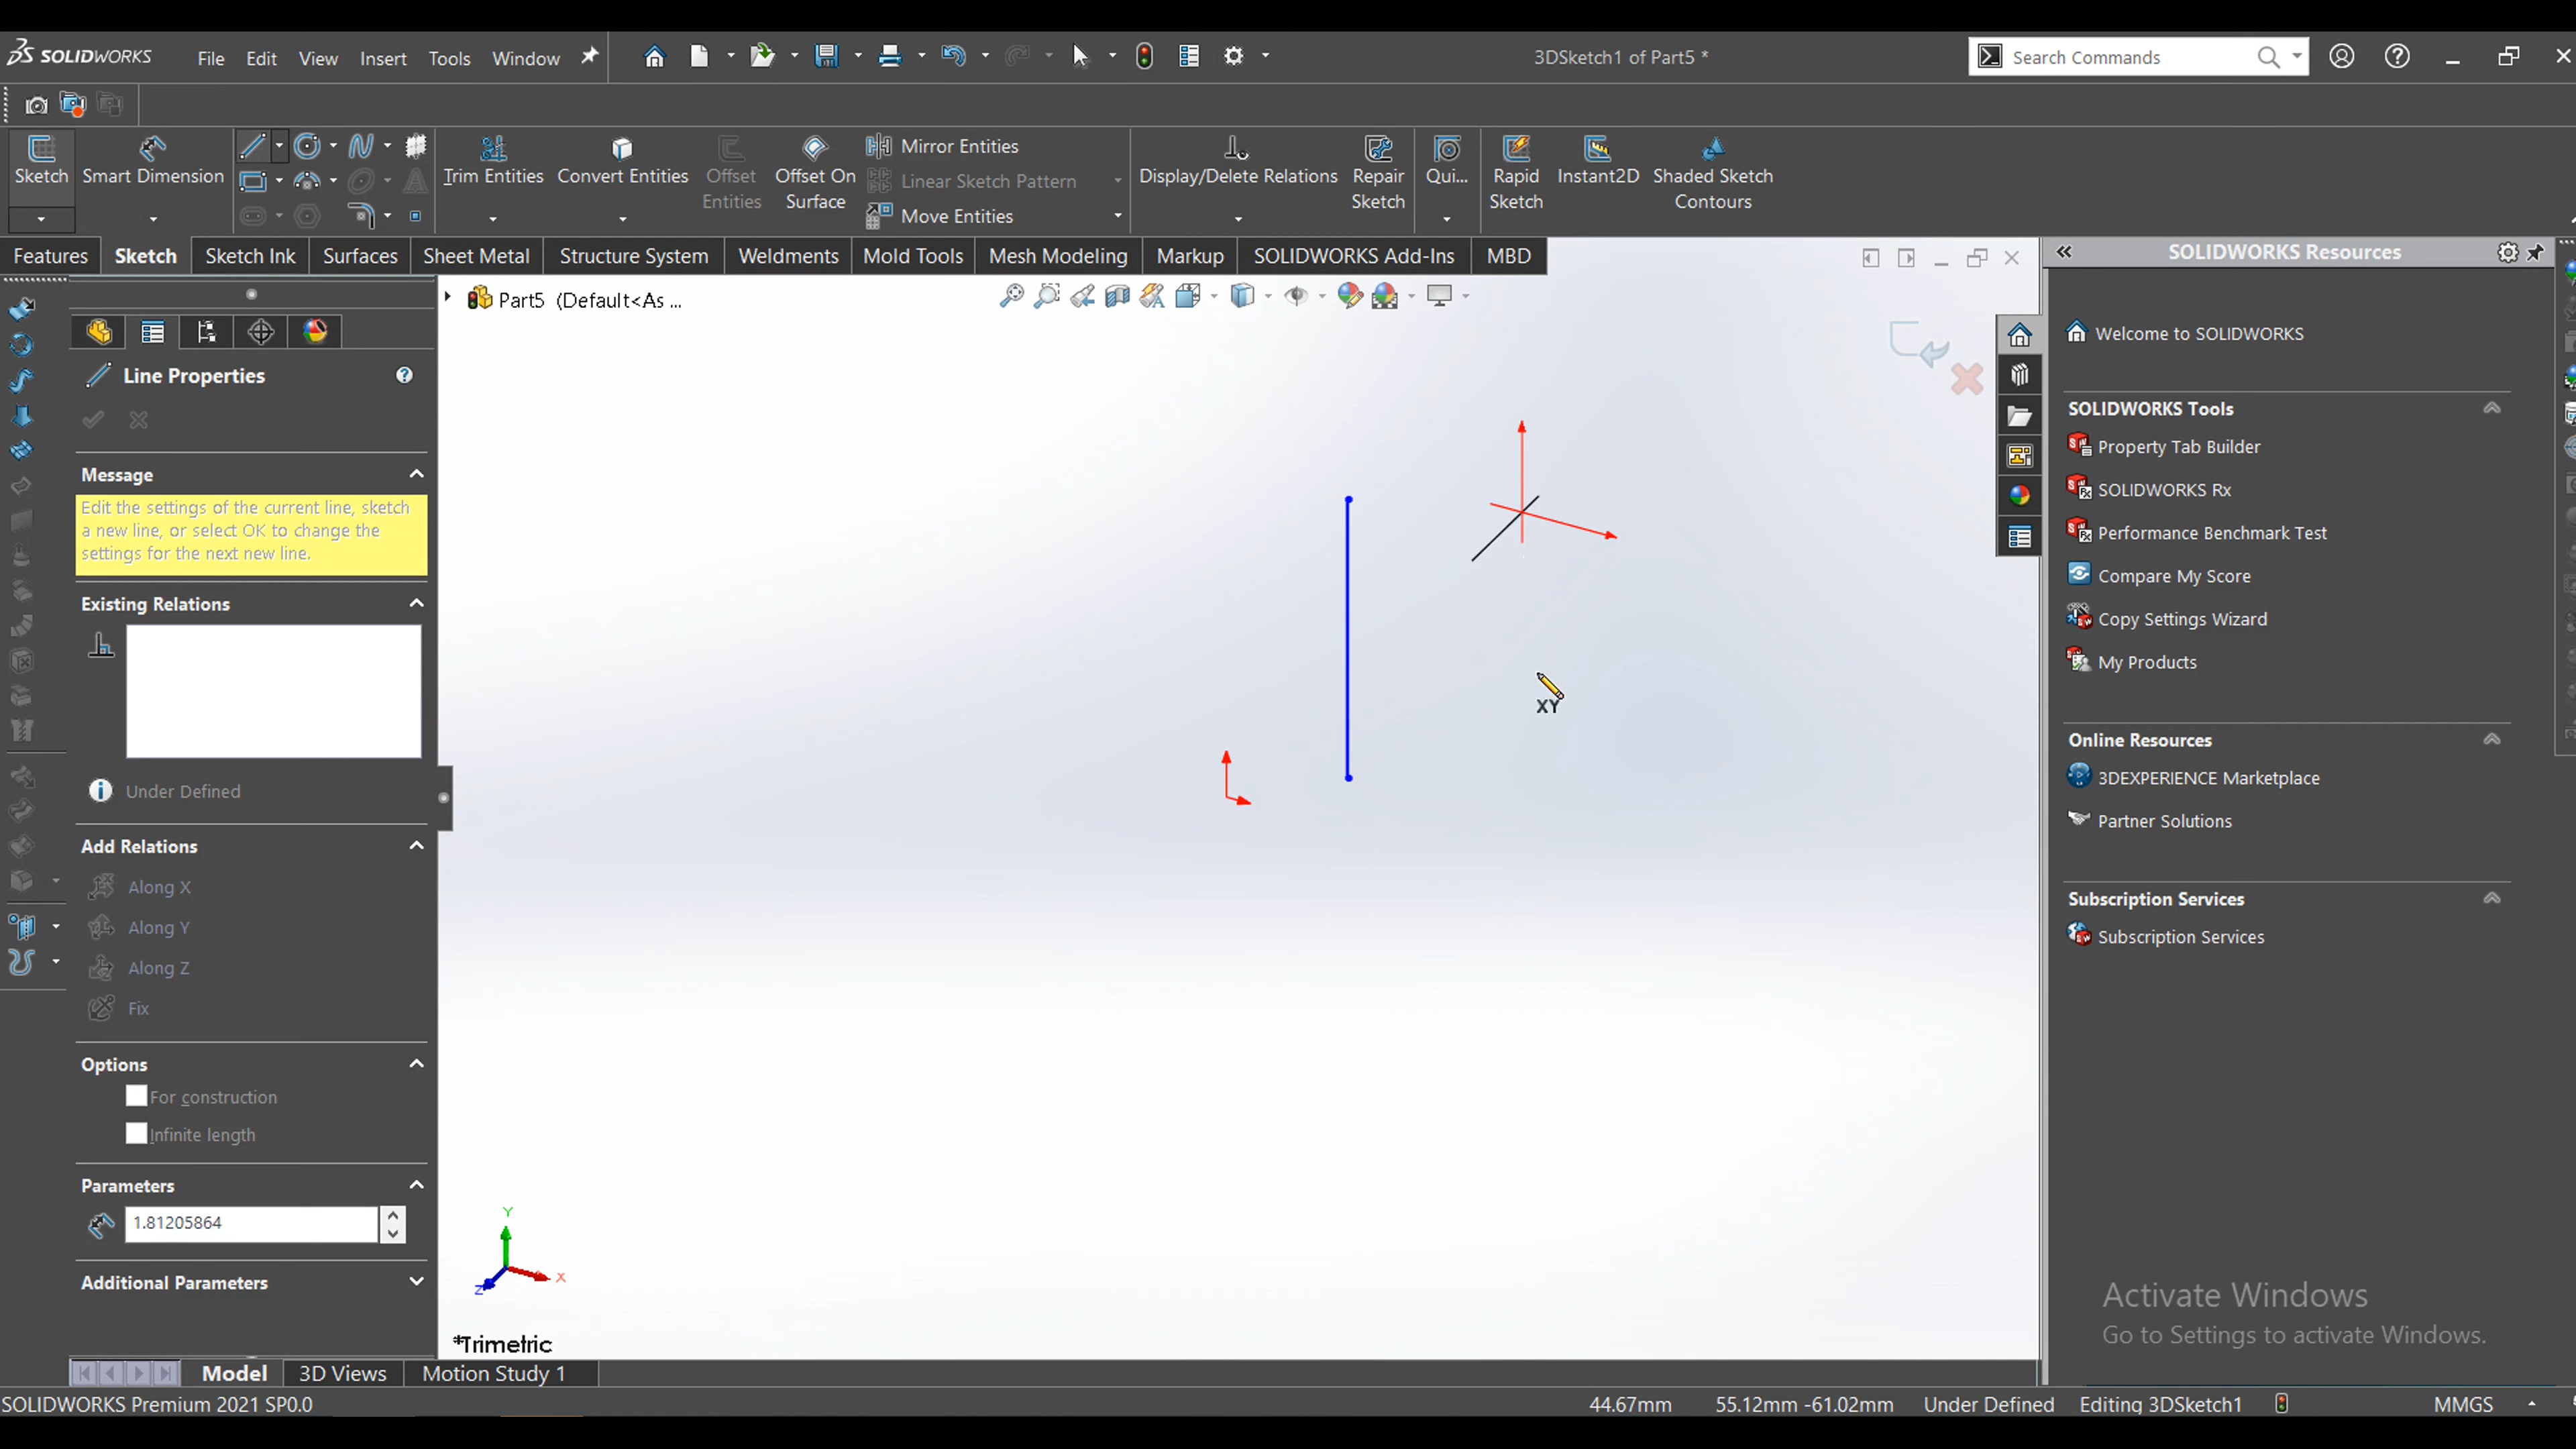 SOLIDWORKS File Edit View Insert Tools Window 3DSketch1 of Part5 * Search Commands
Sketch Smart Dimension Trim Entities Convert Entities Offset Entities Offset On Surface Mirror Entities Linear Sketch Pattern Move Entities Display/Delete Relations Repair Sketch Qui... Rapid Sketch Instant2D Shaded Sketch Contours
Features Sketch Sketch Ink Surfaces Sheet Metal Structure System Weldments Mold Tools Mesh Modeling Markup SOLIDWORKS Add-Ins MBD
Part5 (Default<As ...
Line Properties
Message
Edit the settings of the current line, sketch
a new line, or select OK to change the
settings for the next new line.
Existing Relations
Under Defined
Add Relations
Along X
Along Y
Along Z
Fix
Options
For construction
Infinite length
Parameters
1.81205864
Additional Parameters
XY
Y
X
Z
*Trimetric
SOLIDWORKS Resources
Welcome to SOLIDWORKS
SOLIDWORKS Tools
Property Tab Builder
SOLIDWORKS Rx
Performance Benchmark Test
Compare My Score
Copy Settings Wizard
My Products
Online Resources
3DEXPERIENCE Marketplace
Partner Solutions
Subscription Services
Subscription Services
Activate Windows
Go to Settings to activate Windows.
Model 3D Views Motion Study 1
SOLIDWORKS Premium 2021 SP0.0 44.67mm 55.12mm -61.02mm Under Defined Editing 3DSketch1 MMGS